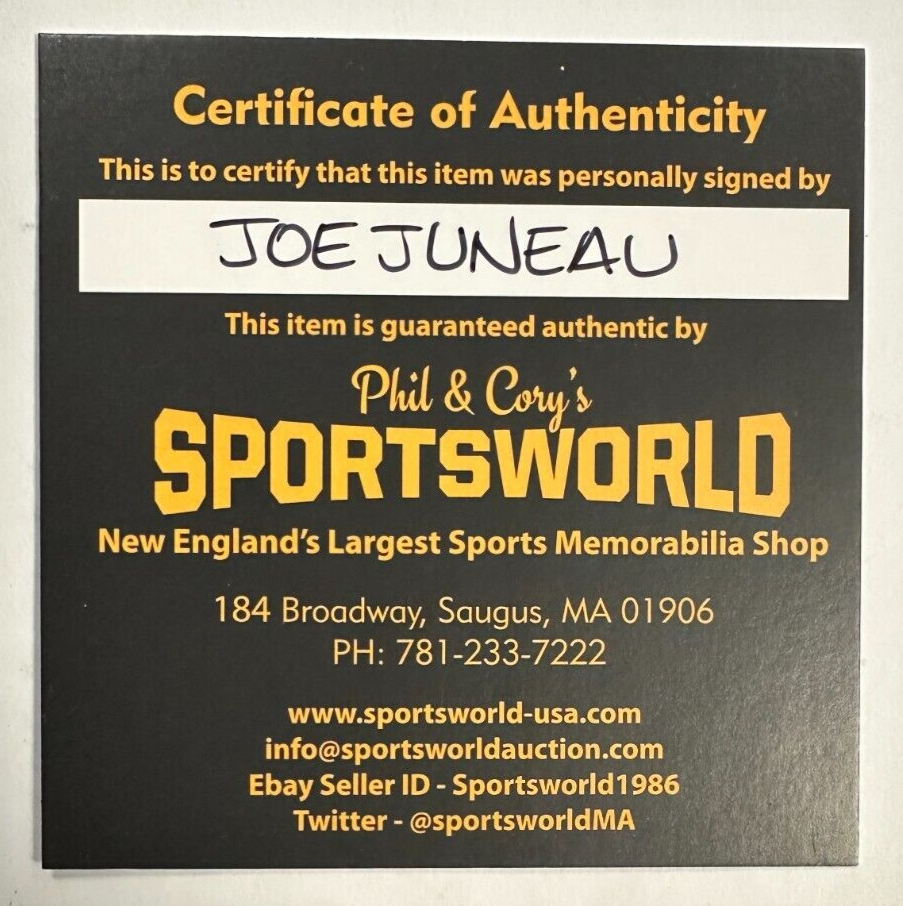 Certificate of Authenticity
This is to certify that this item was personally signed by
JOE JUNEAU
This item is guaranteed authentic by
Phil & Cory's
SPORTSWORLD
New England's Largest Sports Memorabilia Shop
184 Broadway, Saugus, MA 01906
PH: 781-233-7222
www.sportsworld-usa.com
info@sportsworldauction.com
Ebay Seller ID - Sportsworld1986
Twitter - @sportsworldMA